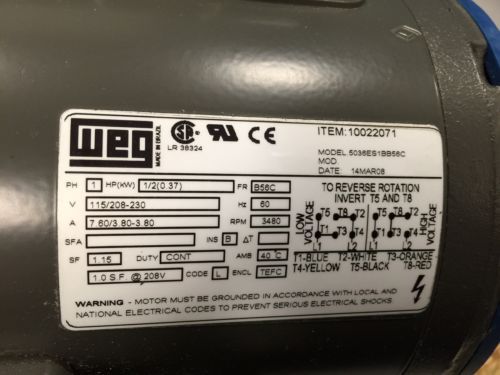 weg
MADE IN BRAZIL
LR 38324
CE
ITEM:10022071
MODEL. 5036ES1BB56C
MOD.
DATE: 14MAR08
PH 1 HP(KW) 1/2(0.37) FR B56C
V 115/208-230 Hz 60
A 7.60/3.80-3.80 RPM 3480
SFA INS B ΔT
SF 1.15 DUTY CONT AMB 40°C
1.0 S.F. @ 208V CODE L ENCL TEFC
TO REVERSE ROTATION
INVERT T5 AND T8
LOW VOLTAGE
T5 T8 T2
T3 T4
L1 L2
T5 T8 T2
T3 T4
L1 L2
HIGH VOLTAGE
T1-BLUE T2-WHITE T3-ORANGE
T4-YELLOW T5-BLACK T8-RED
WARNING - MOTOR MUST BE GROUNDED IN ACCORDANCE WITH LOCAL AND
NATIONAL ELECTRICAL CODES TO PREVENT SERIOUS ELECTRICAL SHOCKS